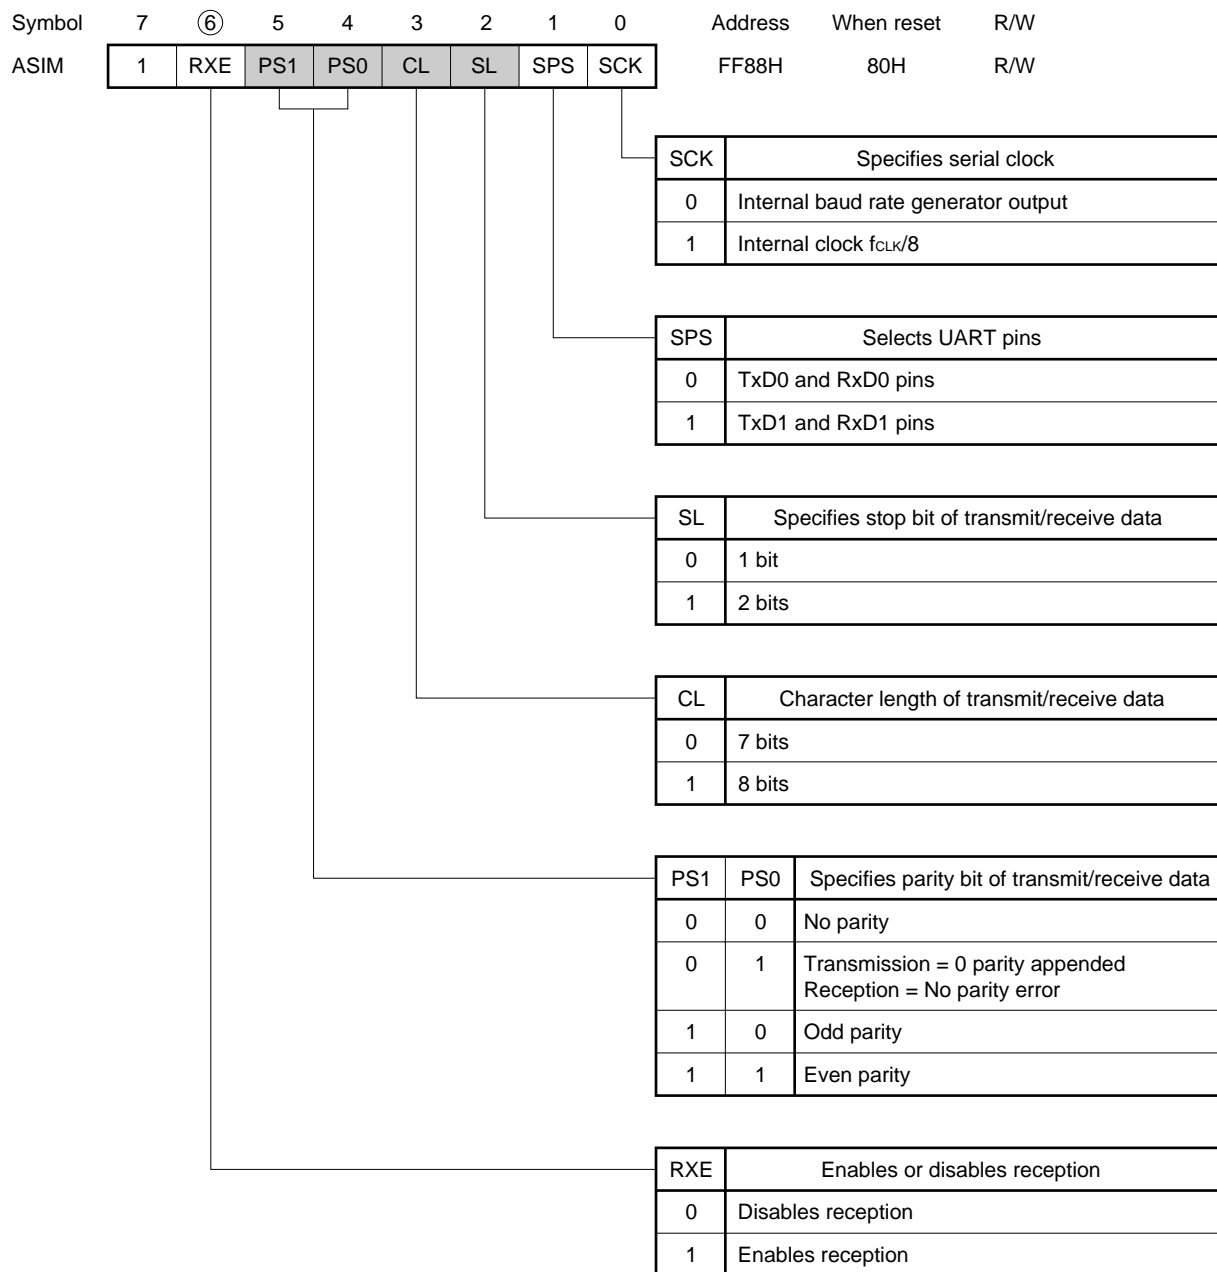 Symbol 7 ⑥ 5 4 3 2 1 0 Address When reset R/W
ASIM 1 RXE PS1 PS0 CL SL SPS SCK FF88H 80H R/W
SCK Specifies serial clock
0 Internal baud rate generator output
1 Internal clock fCLK/8
SPS Selects UART pins
0 TxD0 and RxD0 pins
1 TxD1 and RxD1 pins
SL Specifies stop bit of transmit/receive data
0 1 bit
1 2 bits
CL Character length of transmit/receive data
0 7 bits
1 8 bits
PS1 PS0 Specifies parity bit of transmit/receive data
0 0 No parity
0 1 Transmission = 0 parity appended
Reception = No parity error
1 0 Odd parity
1 1 Even parity
RXE Enables or disables reception
0 Disables reception
1 Enables reception